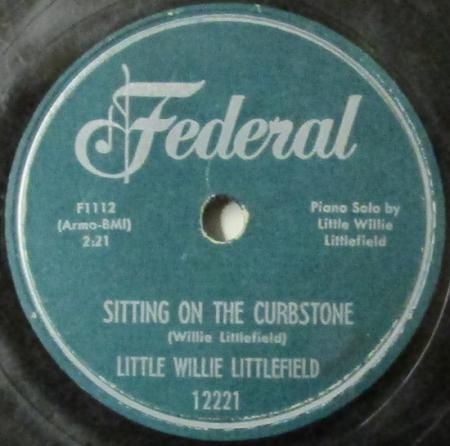 Federal
F1112
(Armo-BMI)
2:21
Piano Solo by
Little Willie
Littlefield
SITTING ON THE CURBSTONE
(Willie Littlefield)
LITTLE WILLIE LITTLEFIELD
12221